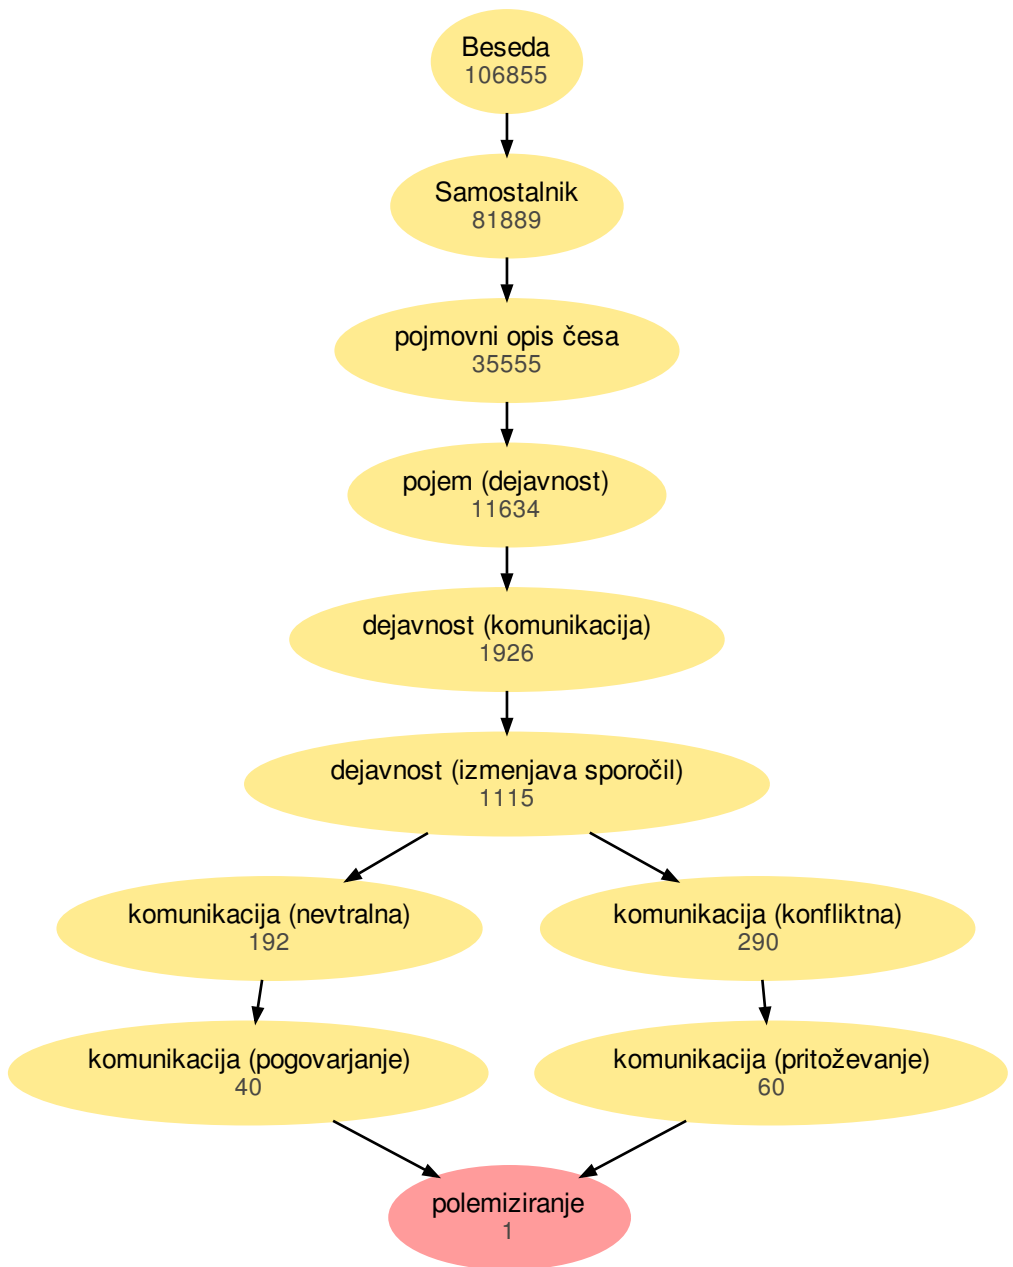 Beseda
106855
Samostalnik
81889
pojmovni opis česa
35555
pojem (dejavnost)
11634
dejavnost (komunikacija)
1926
dejavnost (izmenjava sporočil)
1115
komunikacija (nevtralna)
192
komunikacija (konfliktna)
290
komunikacija (pogovarjanje)
40
komunikacija (pritoževanje)
60
polemiziranje
1